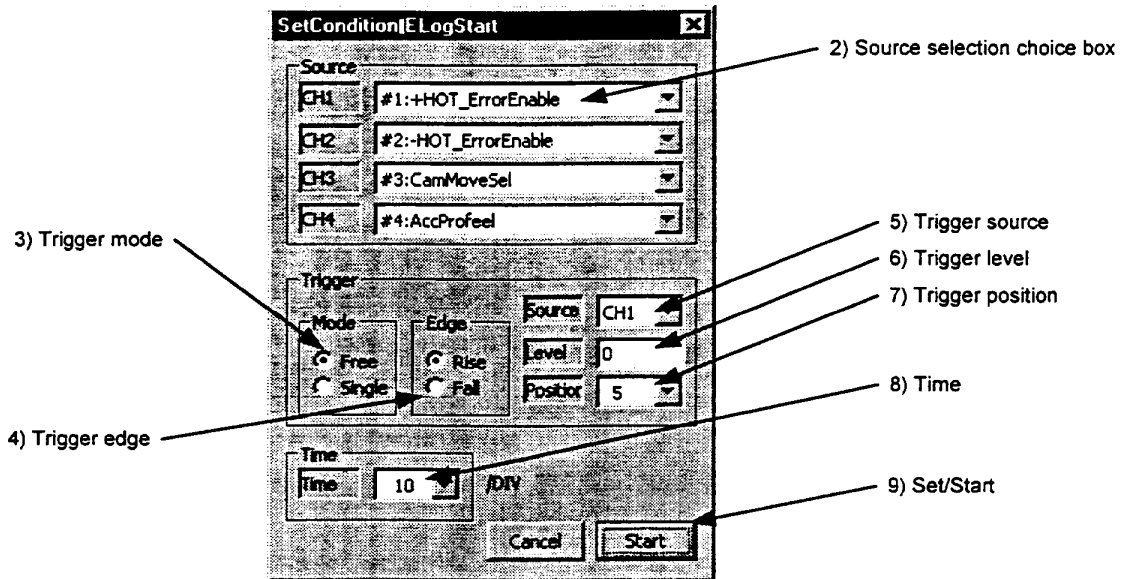 SetCondition|ELogStart
2) Source selection choice box
Source
CH1 #1:+HOT_ErrorEnable
CH2 #2:-HOT_ErrorEnable
CH3 #3:CamMoveSel
CH4 #4:AccProfeel
3) Trigger mode
5) Trigger source
6) Trigger level
7) Trigger position
Trigger
Mode
Free
Single
Edge
Rise
Fall
Source CH1
Level 0
Position 5
8) Time
4) Trigger edge
Time
Time 10 /DIV
9) Set/Start
Cancel Start